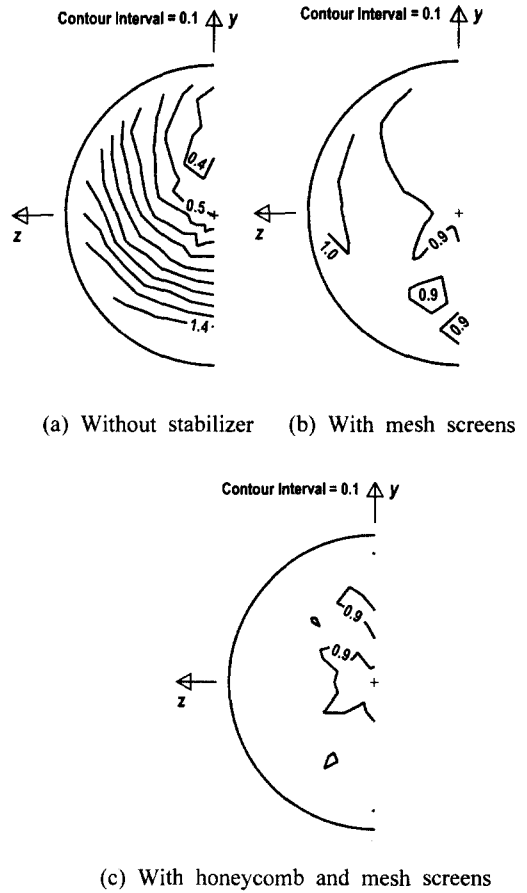 Contour Interval = 0.1 y
0.4
0.5
z
1.4
(a) Without stabilizer
Contour Interval = 0.1 y
z
1.0
0.9
0.9
0.9
(b) With mesh screens
Contour Interval = 0.1 y
0.9
0.9
z
(c) With honeycomb and mesh screens